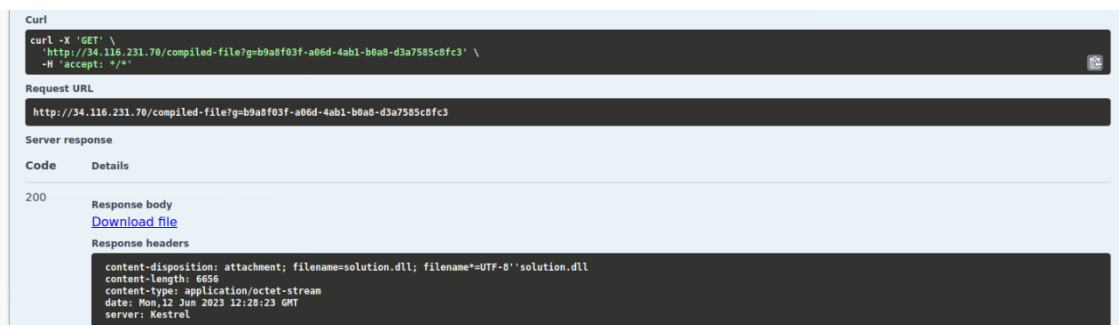 Curl
curl -X 'GET' \
'http://34.116.231.70/compiled-file?g=b9a8f03f-a06d-4ab1-b0a8-d3a7585c8fc3' \
-H 'accept: */*'
Request URL
http://34.116.231.70/compiled-file?g=b9a8f03f-a06d-4ab1-b0a8-d3a7585c8fc3
Server response
Code Details
200
Response body
Download file
Response headers
content-disposition: attachment; filename=solution.dll; filename*=UTF-8''solution.dll
content-length: 6656
content-type: application/octet-stream
date: Mon,12 Jun 2023 12:28:23 GMT
server: Kestrel